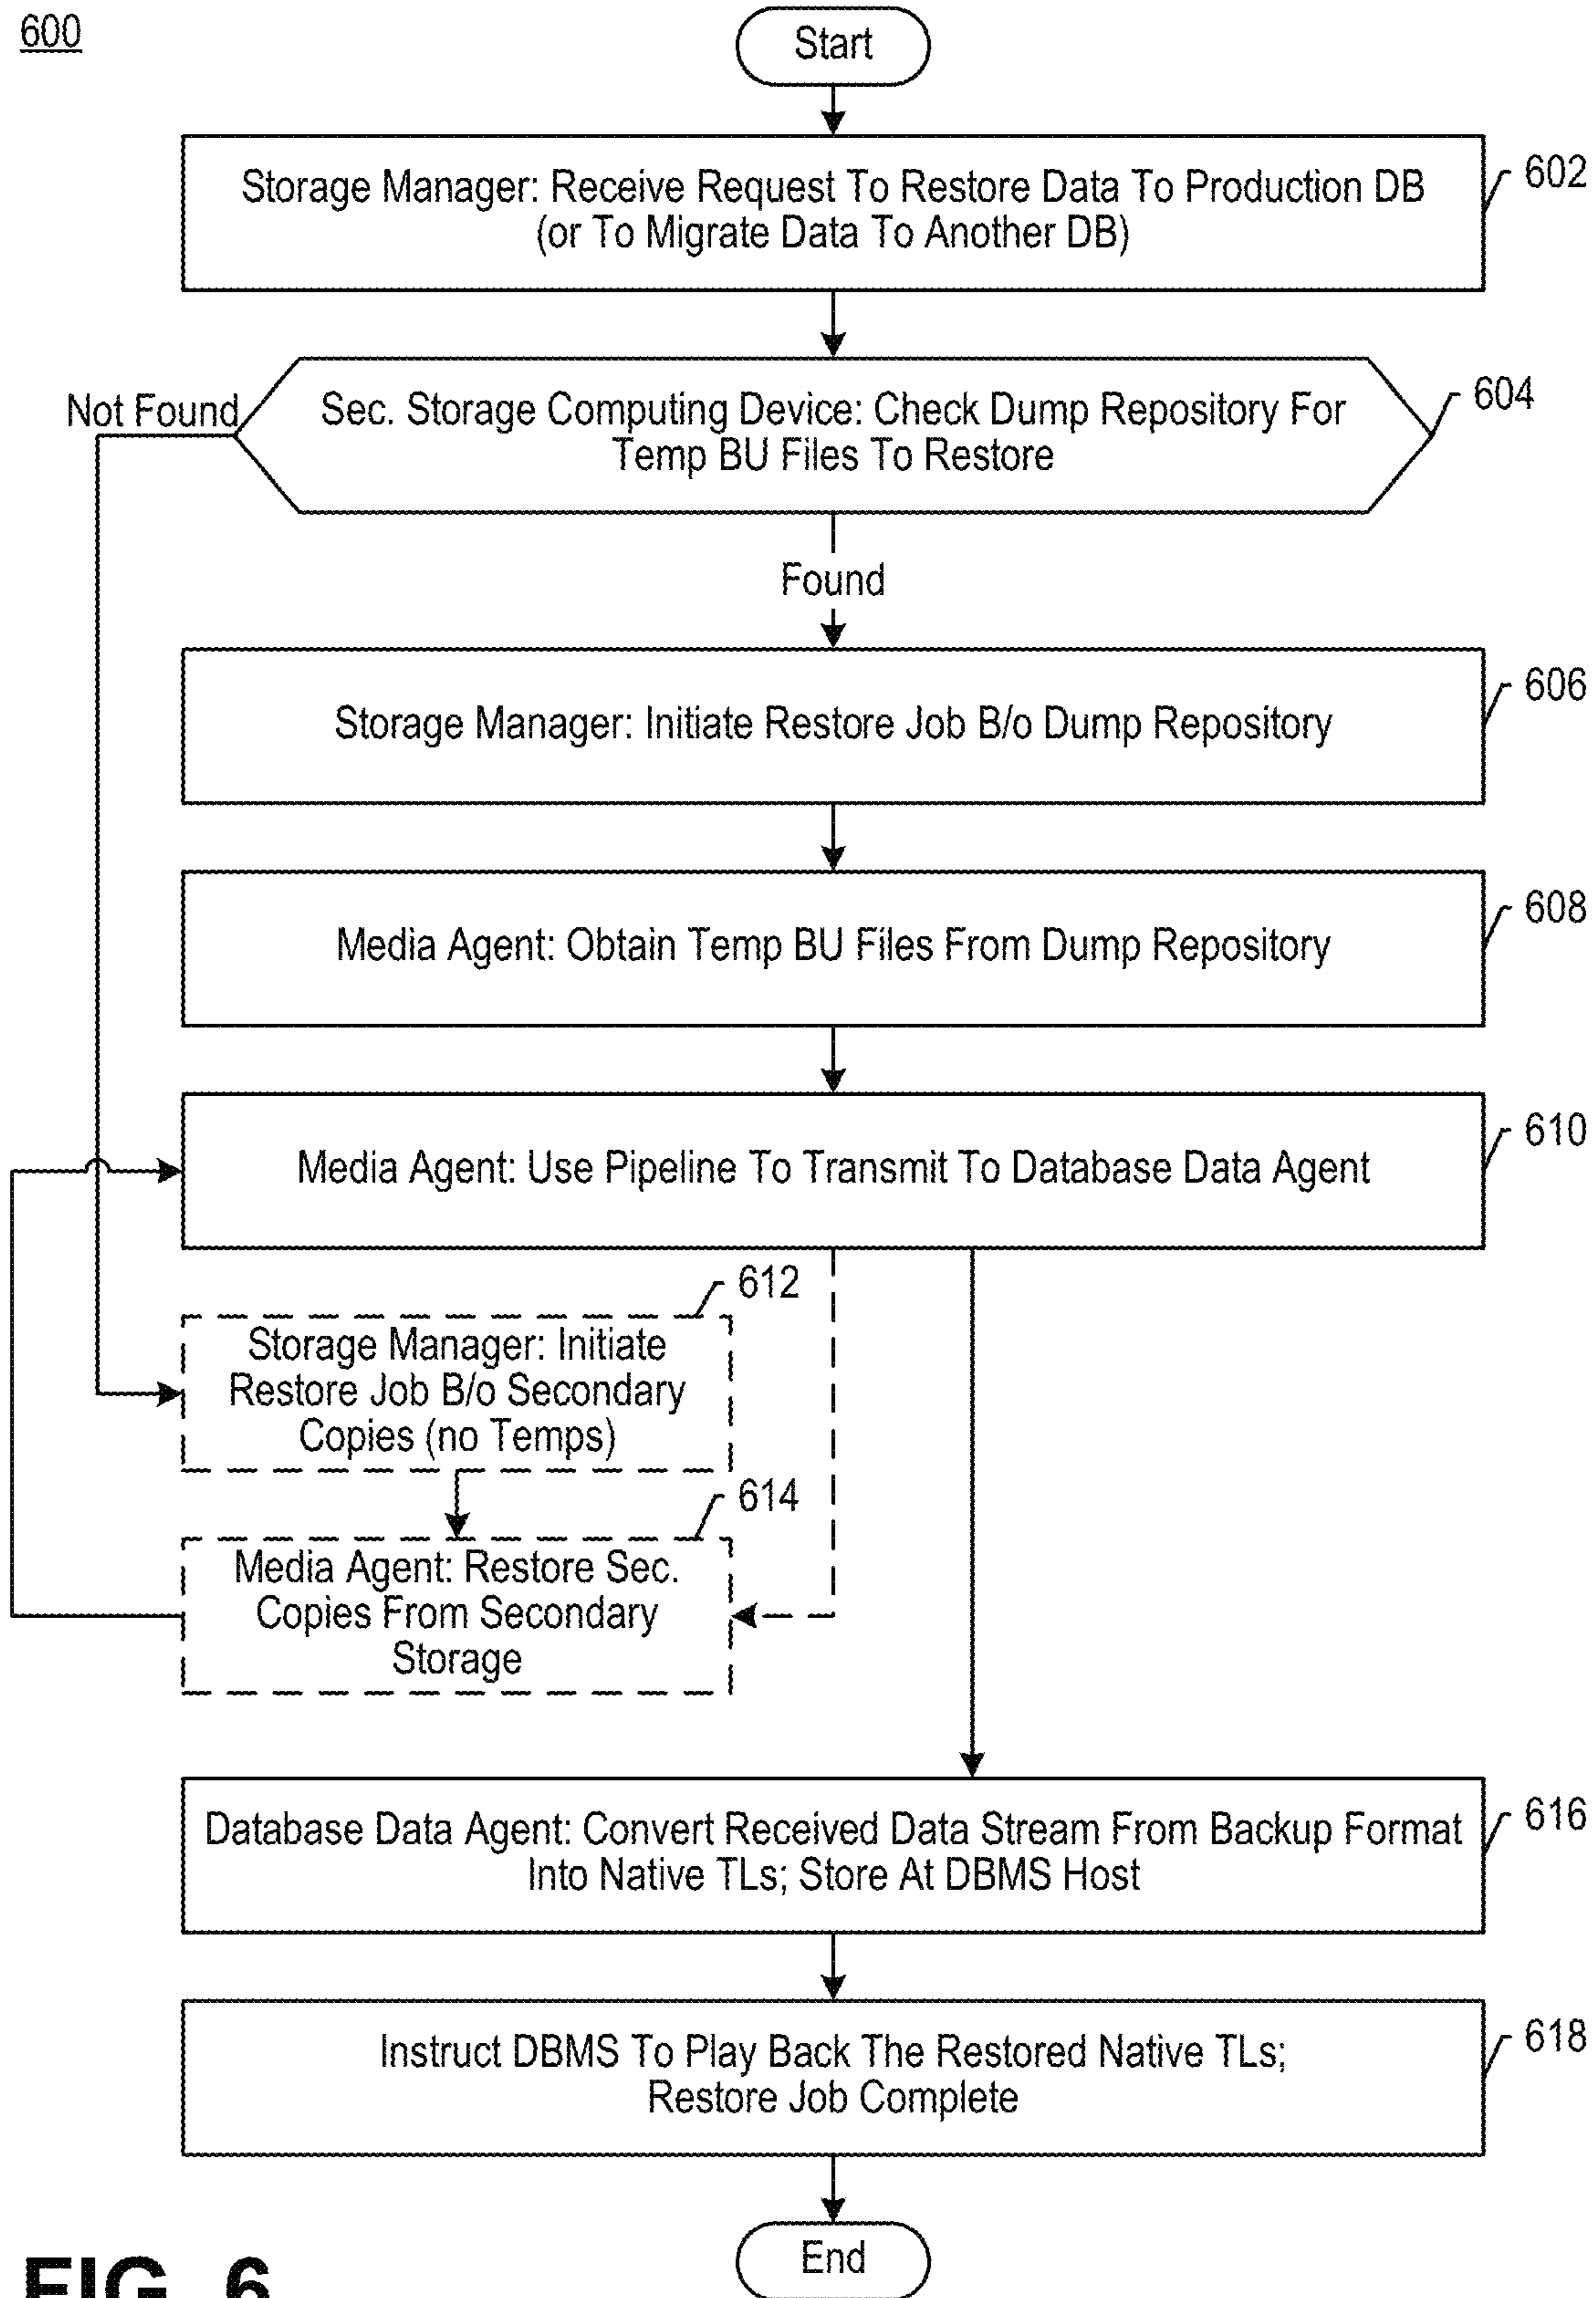 600
Start
Storage Manager: Receive Request To Restore Data To Production DB
(or To Migrate Data To Another DB)
602
Not Found
Sec. Storage Computing Device: Check Dump Repository For
Temp BU Files To Restore
604
Found
Storage Manager: Initiate Restore Job B/o Dump Repository
606
Media Agent: Obtain Temp BU Files From Dump Repository
608
Media Agent: Use Pipeline To Transmit To Database Data Agent
610
612
Storage Manager: Initiate
Restore Job B/o Secondary
Copies (no Temps)
614
Media Agent: Restore Sec.
Copies From Secondary
Storage
Database Data Agent: Convert Received Data Stream From Backup Format
Into Native TLs; Store At DBMS Host
616
Instruct DBMS To Play Back The Restored Native TLs;
Restore Job Complete
618
End
FIG. 6